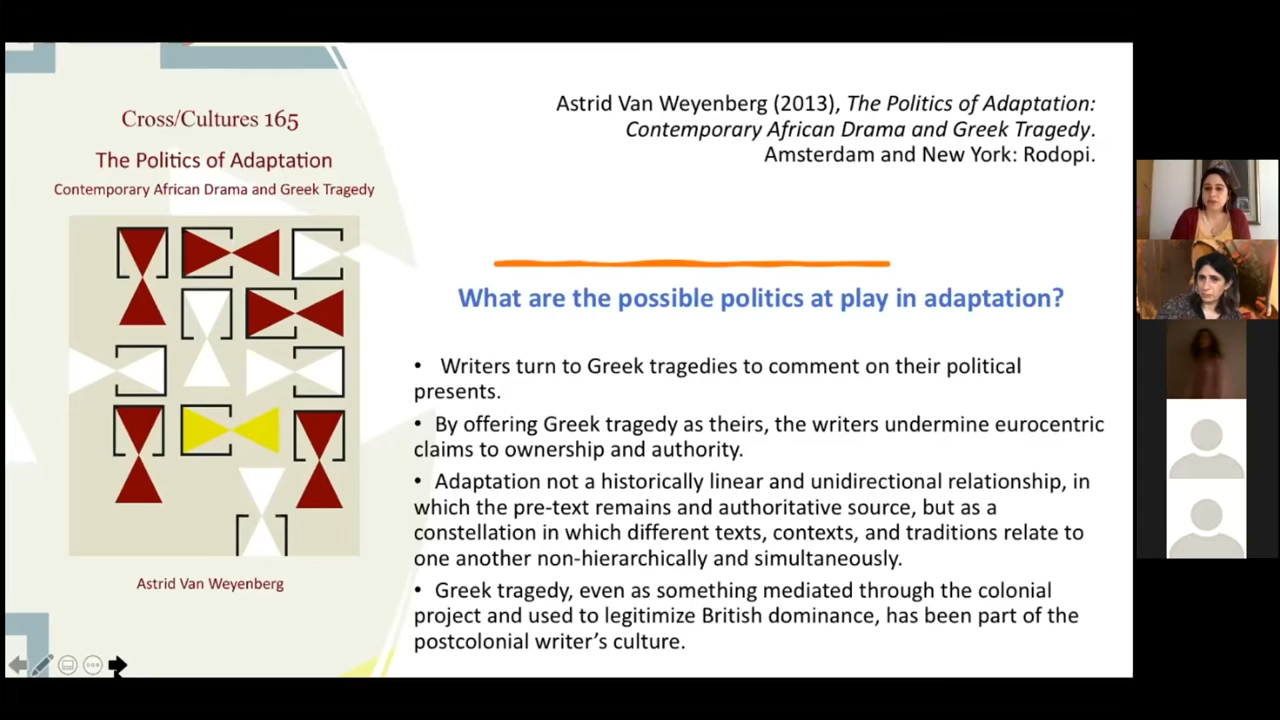 Cross/Cultures 165
The Politics of Adaptation
Contemporary African Drama and Greek Tragedy
Astrid Van Weyenberg
Astrid Van Weyenberg (2013), The Politics of Adaptation:
Contemporary African Drama and Greek Tragedy.
Amsterdam and New York: Rodopi.
What are the possible politics at play in adaptation?
• Writers turn to Greek tragedies to comment on their political
presents.
• By offering Greek tragedy as theirs, the writers undermine eurocentric
claims to ownership and authority.
• Adaptation not a historically linear and unidirectional relationship, in
which the pre-text remains and authoritative source, but as a
constellation in which different texts, contexts, and traditions relate to
one another non-hierarchically and simultaneously.
• Greek tragedy, even as something mediated through the colonial
project and used to legitimize British dominance, has been part of the
postcolonial writer’s culture.